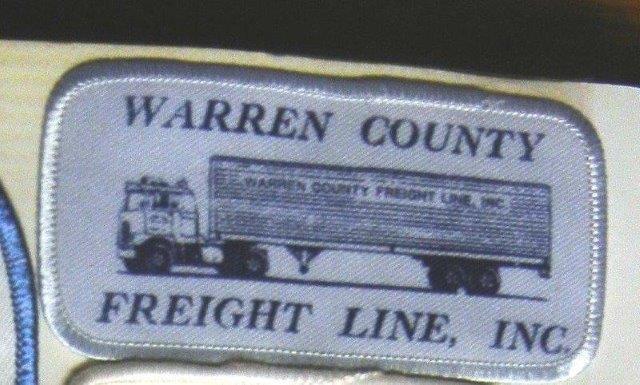 WARREN COUNTY
WARREN COUNTY FREIGHT LINE, INC.
FREIGHT LINE, INC.